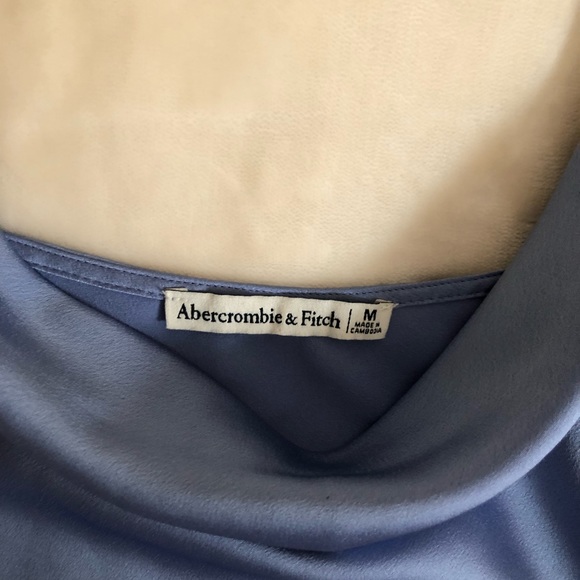 Abercrombie & Fitch | M
MADE IN
CAMBODIA